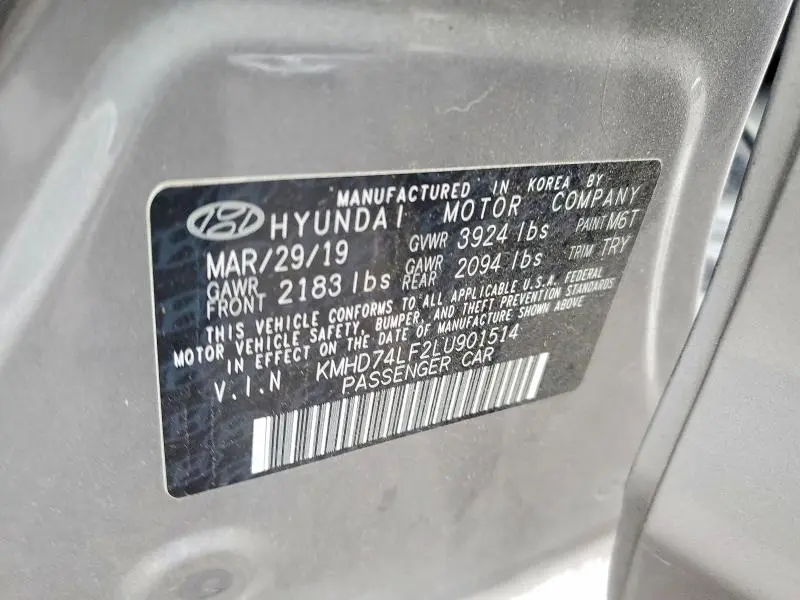 MANUFACTURED IN KOREA BY
HYUNDAI MOTOR COMPANY
MAR/29/19 GVWR 3924 lbs PAINT M6T
GAWR FRONT 2183 lbs GAWR REAR 2094 lbs TRIM TRY
THIS VEHICLE CONFORMS TO ALL APPLICABLE U.S.A. FEDERAL
MOTOR VEHICLE SAFETY, BUMPER, AND THEFT PREVENTION STANDARDS
IN EFFECT ON THE DATE OF MANUFACTURE SHOWN ABOVE
V.I.N KMHD74LF2LU901514
PASSENGER CAR